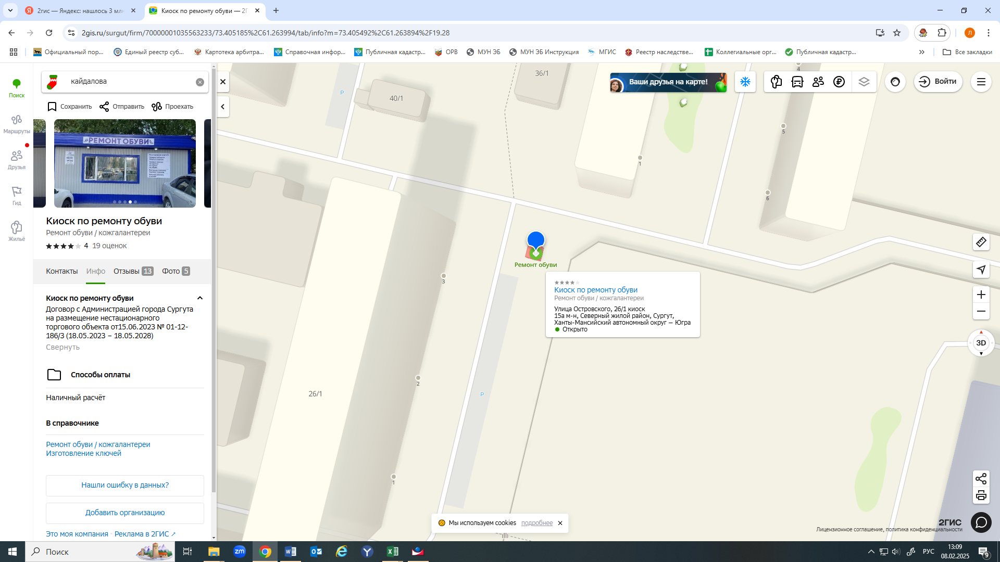 2гис — Яндекс: нашлось 3 млн
Киоск по ремонту обуви — 2Г
2gis.ru/surgut/firm/70000001035563233/73.405185%2C61.263994/tab/info?m=73.405492%2C61.263894%2F19.28
Л
Официальный пор...
Единый реестр суб...
Картотека арбитра...
Справочная инфор...
Публичная кадастр...
ОРВ
МУН ЭБ
МУН ЭБ Инструкция
МГИС
Реестр наследстве...
Коллегиальные орг...
Публичная кадастр...
Все закладки
Поиск
Маршруты
Друзья
Гид
Жильё
кайдалова
Сохранить
Отправить
Проехать
РЕМОНТ ОБУВИ
Киоск по ремонту обуви
Ремонт обуви / кожгалантереи
4 19 оценок
Контакты Инфо Отзывы 13 Фото 5
Киоск по ремонту обуви
Договор с Администрацией города Сургута
на размещение нестационарного
торгового объекта от15.06.2023 № 01-12-
186/3 (18.05.2023 – 18.05.2028)
Свернуть
Способы оплаты
Наличный расчёт
В справочнике
Ремонт обуви / кожгалантереи
Изготовление ключей
Нашли ошибку в данных?
Добавить организацию
Это моя компания · Реклама в 2ГИС ↗
Ваши друзья на карте!
Войти
36/1
40/1
P
4
5
1
6
Ремонт обуви
3
Киоск по ремонту обуви
Ремонт обуви / кожгалантереи
Улица Островского, 26/1 киоск
15а м-н, Северный жилой район, Сургут,
Ханты-Мансийский автономный округ — Югра
Открыто
3D
2
26/1
P
1
Мы используем cookies подробнее
2ГИС
Лицензионное соглашение, политика конфиденциальности
Поиск
zm
РУС
13:09
08.02.2025
9